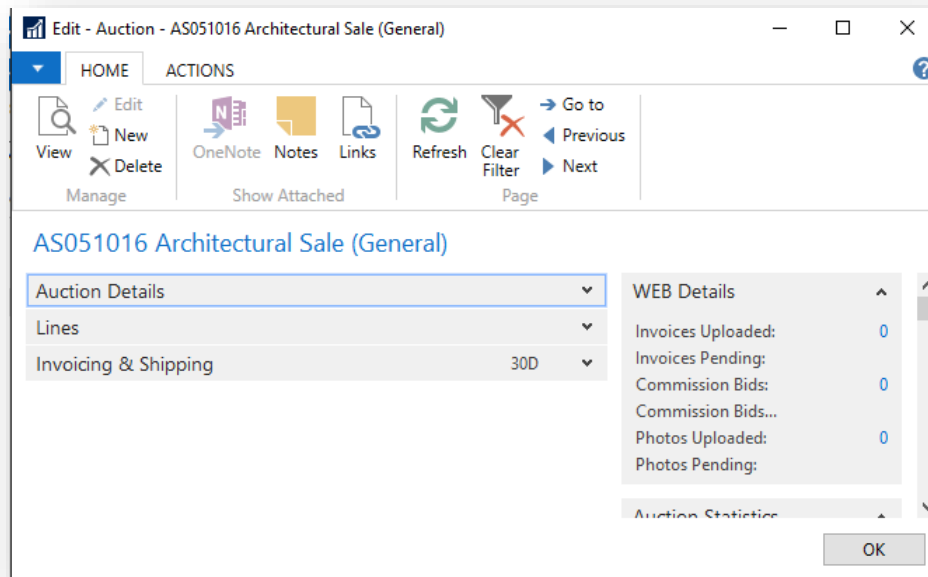 Edit - Auction - AS051016 Architectural Sale (General)
HOME ACTIONS
View
Edit
New
Delete
Manage
OneNote
Notes
Links
Show Attached
Refresh
Clear
Filter
Go to
Previous
Next
Page
AS051016 Architectural Sale (General)
Auction Details
Lines
Invoicing & Shipping 30D
WEB Details
Invoices Uploaded: 0
Invoices Pending:
Commission Bids: 0
Commission Bids...
Photos Uploaded: 0
Photos Pending:
Auction Statistics
OK